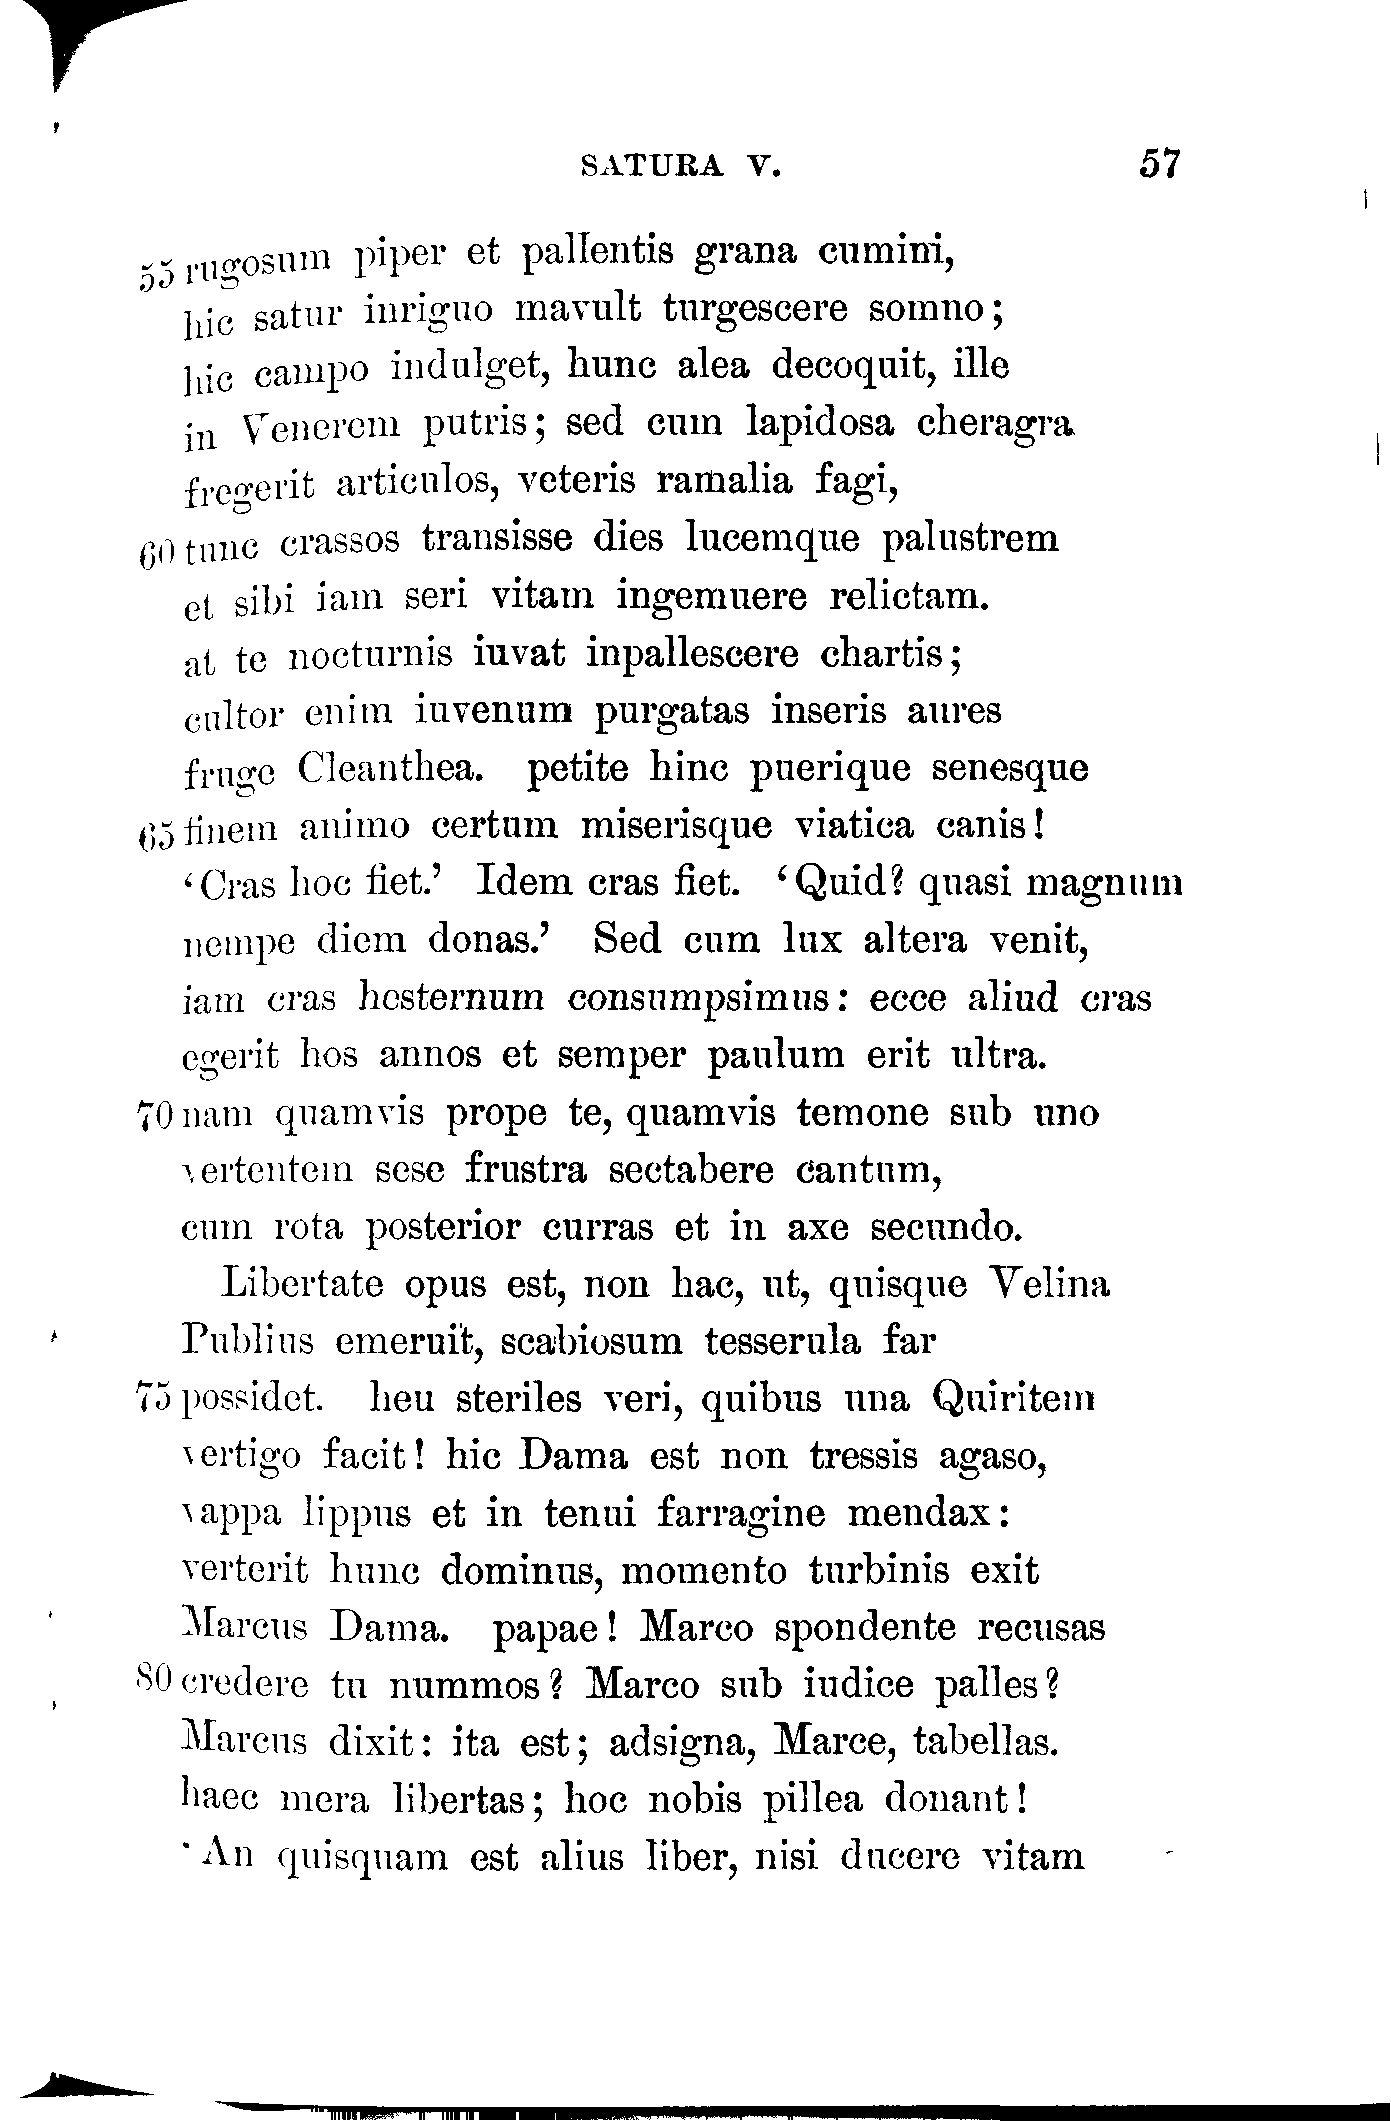 SATURA V. 57
55 rugosum piper et pallentis grana cumini,
hic satur inriguo mavult turgescere somno;
hic campo indulget, hunc alea decoquit, ille
in Venerem putris; sed cum lapidosa cheragra
fregerit articulos, veteris ramalia fagi,
60 tunc crassos transisse dies lucemque palustrem
et sibi iam seri vitam ingemuere relictam.
at te nocturnis iuvat inpallescere chartis;
cultor enim iuvenum purgatas inseris aures
fruge Cleanthea. petite hinc puerique senesque
65 finem animo certum miserisque viatica canis!
‘Cras hoc fiet.’ Idem cras fiet. ‘Quid? quasi magnum
nempe diem donas.’ Sed cum lux altera venit,
iam cras hesternum consumpsimus: ecce aliud cras
egerit hos annos et semper paulum erit ultra.
70 nam quamvis prope te, quamvis temone sub uno
vertentem sese frustra sectabere cantum,
cum rota posterior curras et in axe secundo.
Libertate opus est, non hac, ut, quisque Velina
Publius emeruit, scabiosum tesserula far
75 possidet. heu steriles veri, quibus una Quiritem
vertigo facit! hic Dama est non tressis agaso,
vappa lippus et in tenui farragine mendax:
verterit hunc dominus, momento turbinis exit
Marcus Dama. papae! Marco spondente recusas
80 credere tu nummos? Marco sub iudice palles?
Marcus dixit: ita est; adsigna, Marce, tabellas.
haec mera libertas; hoc nobis pillea donant!
‘An quisquam est alius liber, nisi ducere vitam